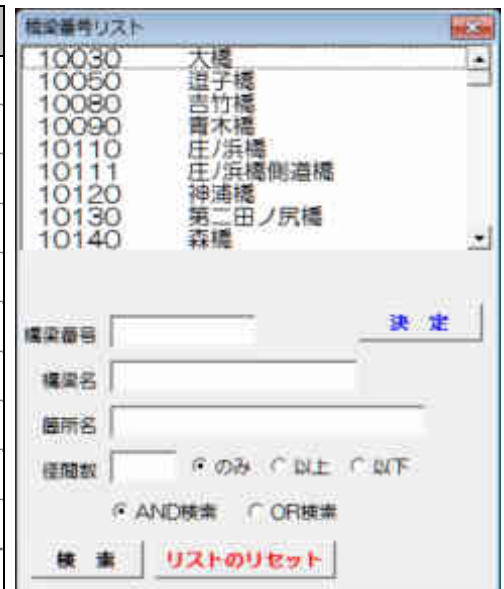 橋梁番号リスト
10030 大橋
10050 逗子橋
10080 吉竹橋
10090 青木橋
10110 庄ノ浜橋
10111 庄ノ浜橋側道橋
10120 神浦橋
10130 第二田ノ尻橋
10140 森橋
決 定
橋梁番号
橋梁名
箇所名
径間数 のみ 以上 以下
AND検索 OR検索
検 索 リストのリセット